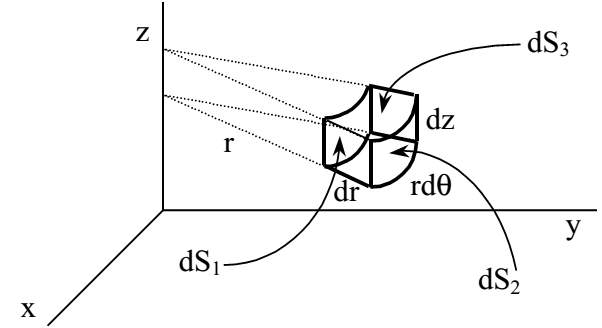 z
dS₃
dz
r
dr
rdθ
y
dS₁
dS₂
x